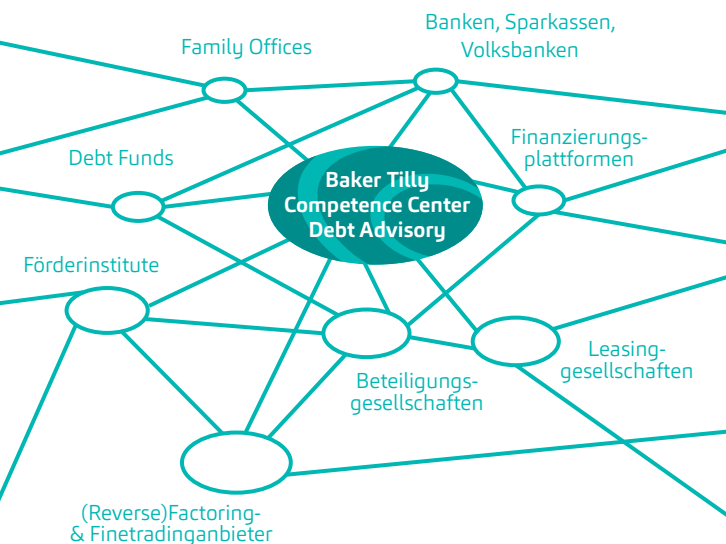 Family Offices
Banken, Sparkassen,
Volksbanken
Debt Funds
Finanzierungs-
plattformen
Baker Tilly
Competence Center
Debt Advisory
Förderinstitute
Beteiligungs-
gesellschaften
Leasing-
gesellschaften
(Reverse)Factoring-
& Finetradinganbieter